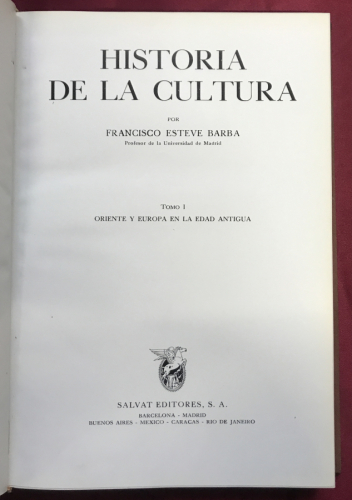 HISTORIA
DE LA CULTURA
POR
FRANCISCO ESTEVE BARBA
Profesor de la Universidad de Madrid
TOMO I
ORIENTE Y EUROPA EN LA EDAD ANTIGUA
SALVAT EDITORES, S. A.
BARCELONA - MADRID
BUENOS AIRES - MEXICO - CARACAS - RIO DE JANEIRO